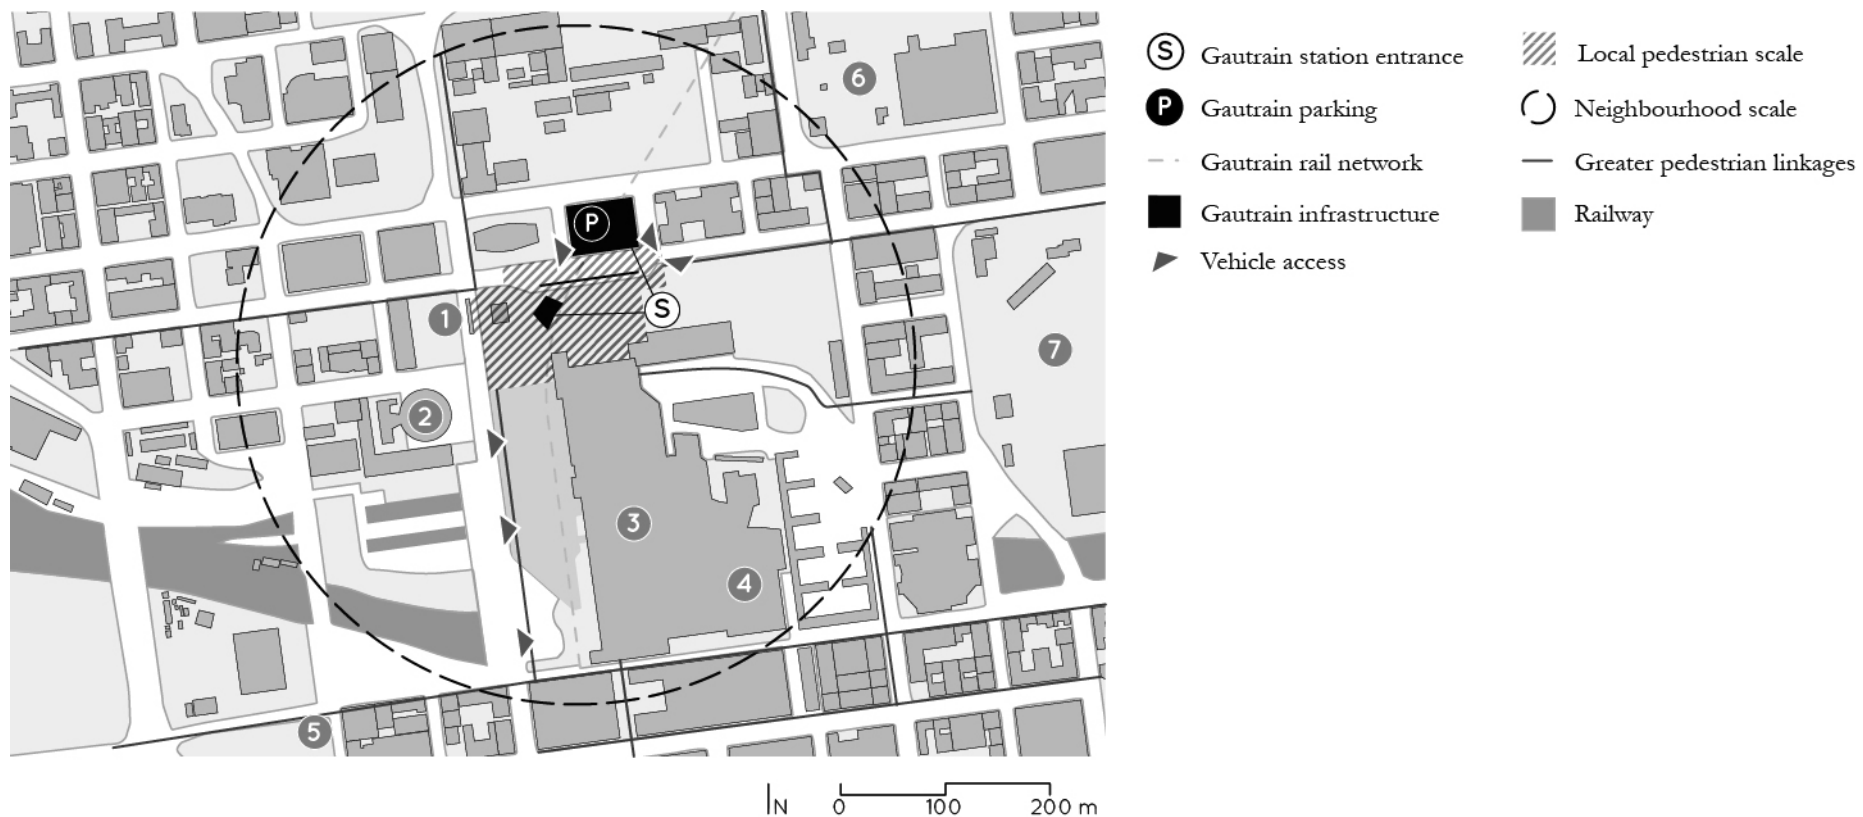 S Gautrain station entrance
P Gautrain parking
Gautrain rail network
Gautrain infrastructure
Vehicle access
Local pedestrian scale
Neighbourhood scale
Greater pedestrian linkages
Railway
6
P
S
1
7
2
3
4
5
N 0 100 200 m